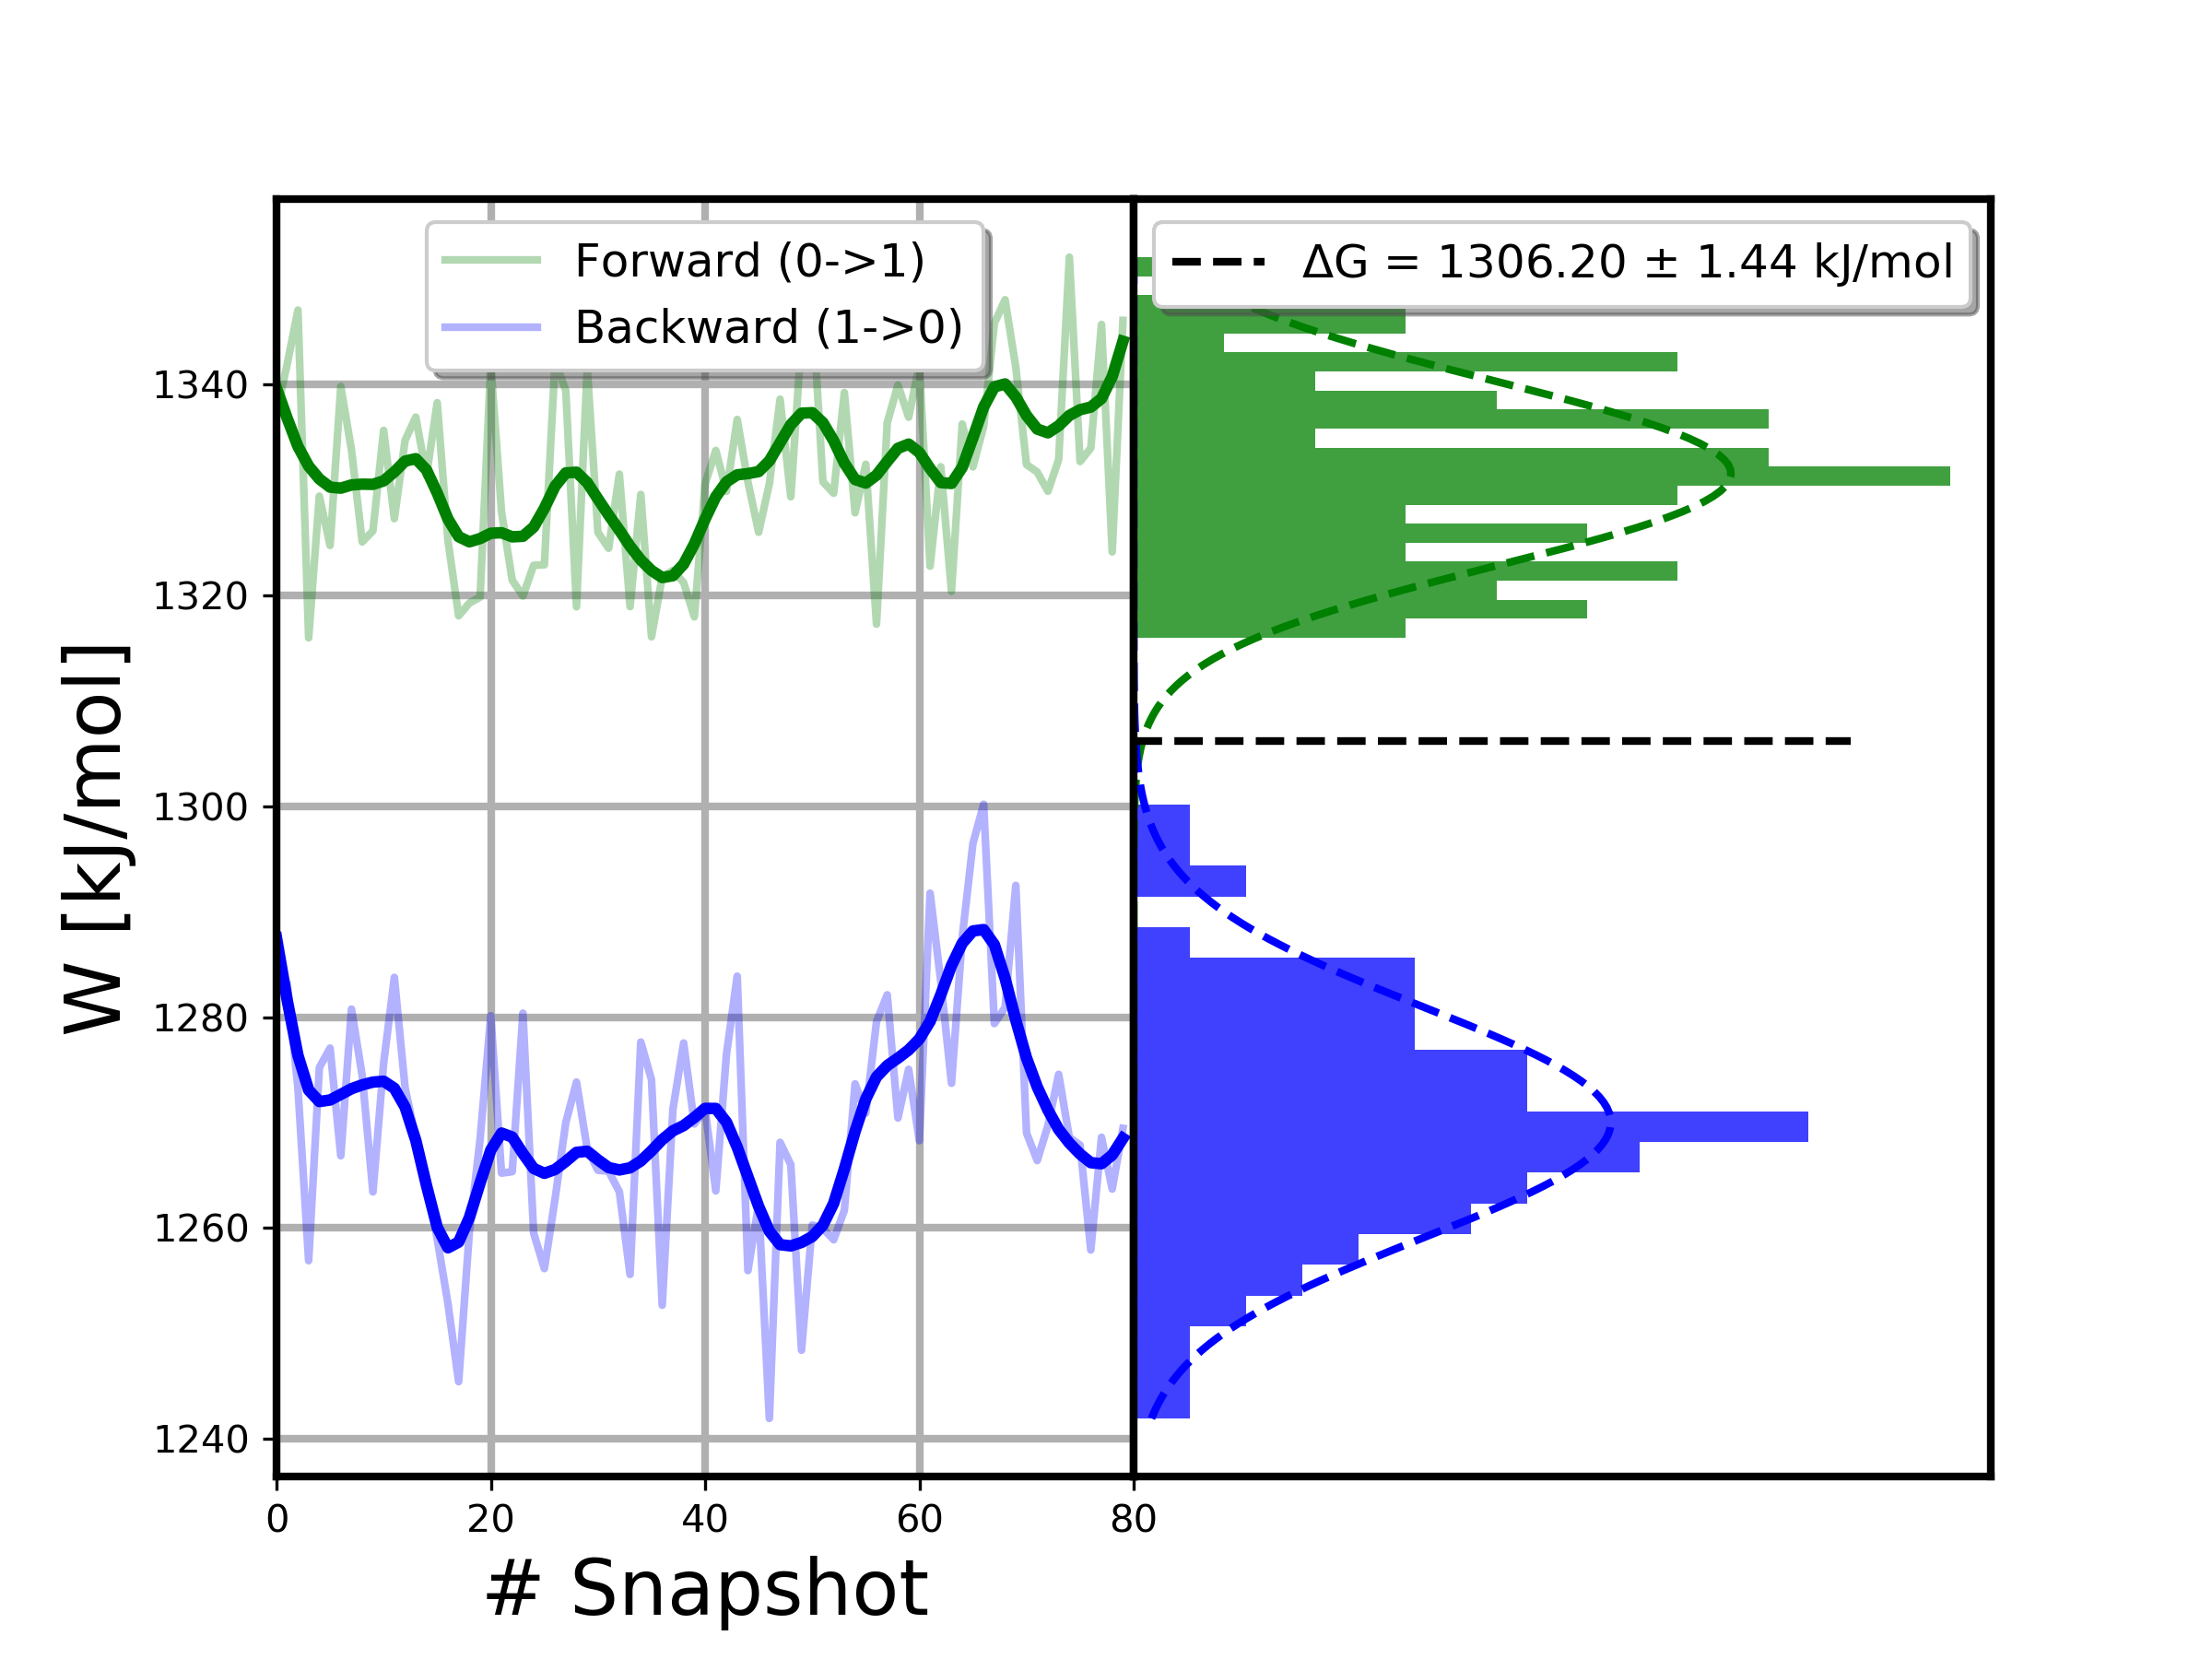 Forward (0->1)
Backward (1->0)
ΔG = 1306.20 ± 1.44 kJ/mol
W [kJ/mol]
1340
1320
1300
1280
1260
1240
0 20 40 60 80
# Snapshot